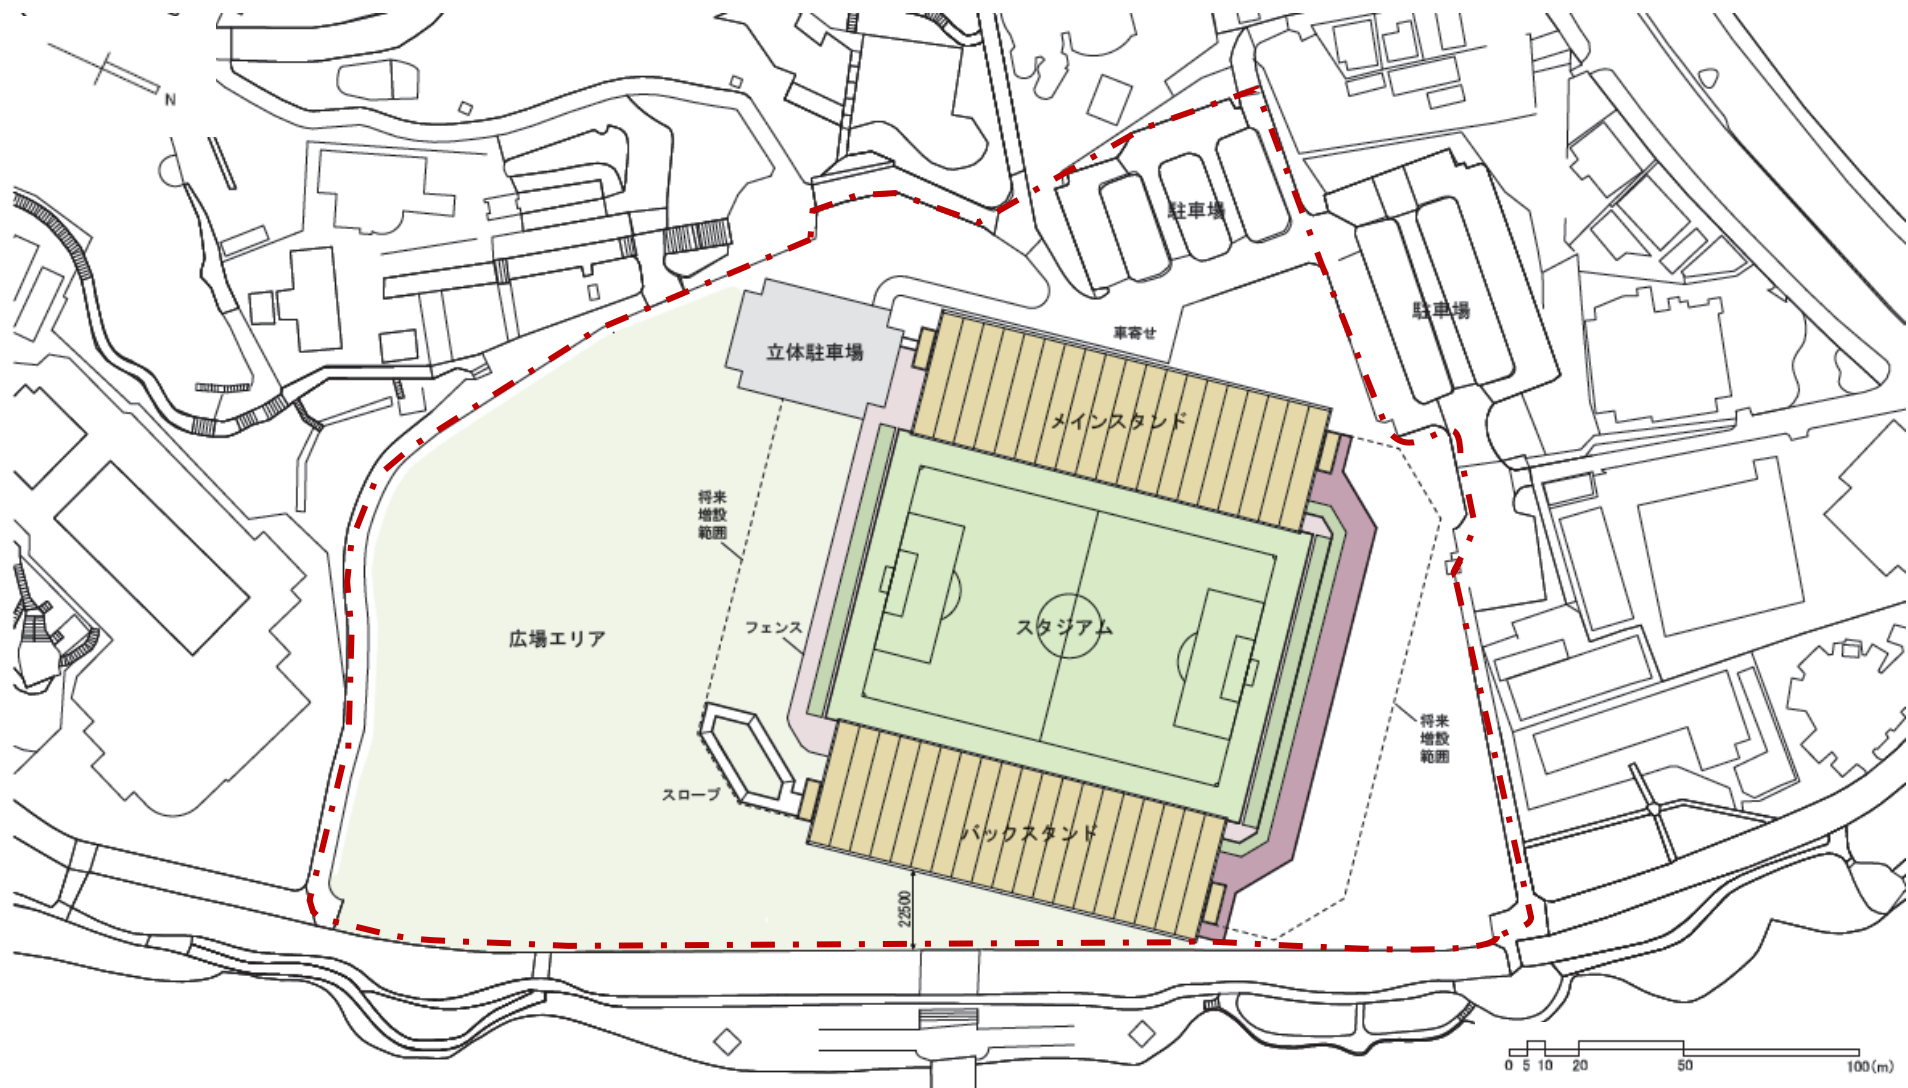 N
駐車場
駐車場
車寄せ
立体駐車場
メインスタンド
将来
増設
範囲
フェンス
スタジアム
広場エリア
将来
増設
範囲
スロープ
バックスタンド
22500
0 5 10 20 50 100(m)